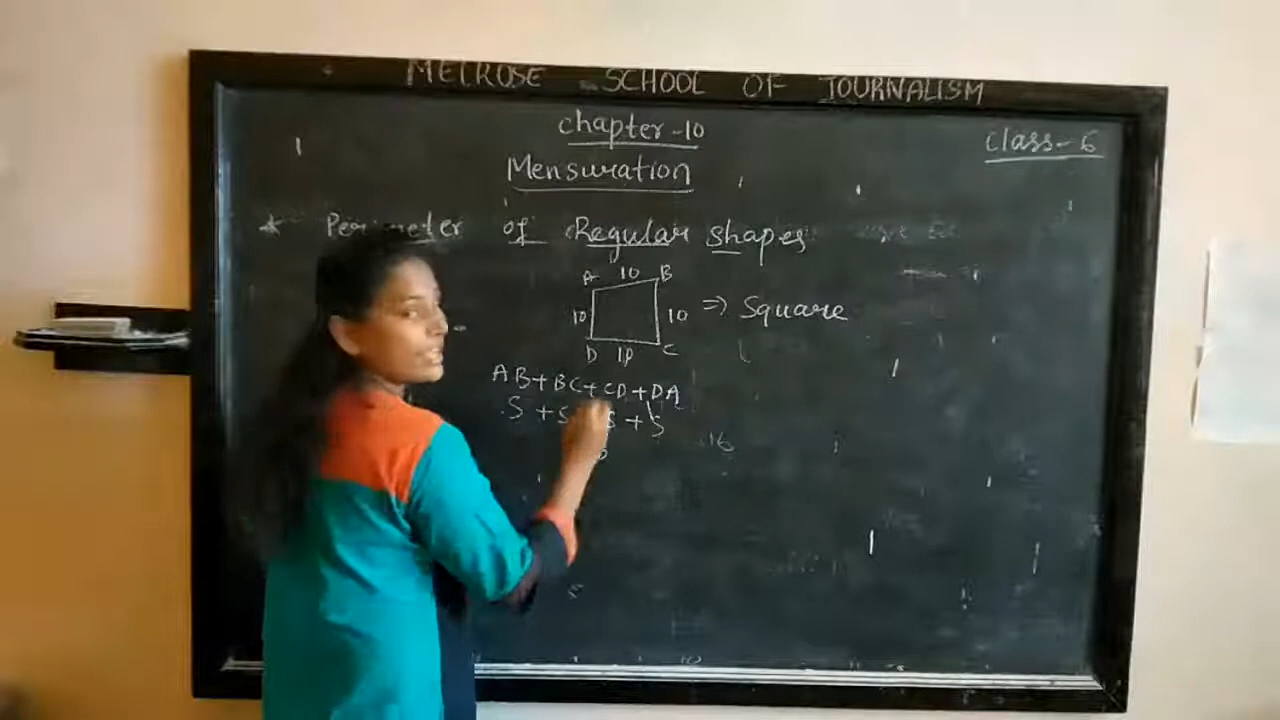 MELROSE SCHOOL OF JOURNALISM
Chapter-10
Class-6
Mensuration
* Perimeter of Regular shapes
A 10 B
10 10 => Square
D 10 C
AB+BC+CD+DA
S + S S + S
16